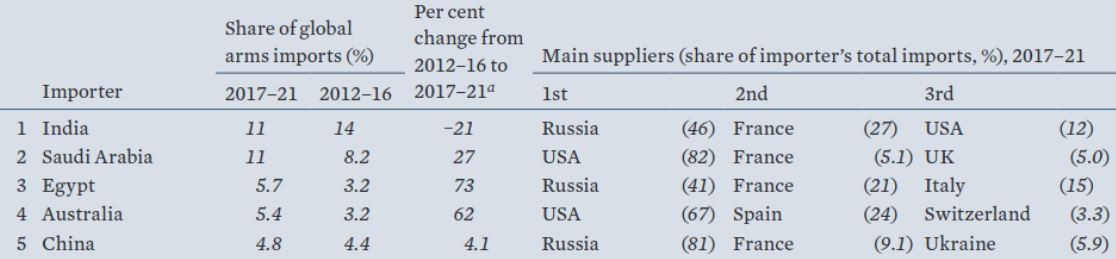 Per cent
Share of global change from
arms imports (%) 2012–16 to Main suppliers (share of importer's total imports, %), 2017–21
Importer 2017–21 2012–16 2017–21a 1st 2nd 3rd
1 India 11 14 –21 Russia (46) France (27) USA (12)
2 Saudi Arabia 11 8.2 27 USA (82) France (5.1) UK (5.0)
3 Egypt 5.7 3.2 73 Russia (41) France (21) Italy (15)
4 Australia 5.4 3.2 62 USA (67) Spain (24) Switzerland (3.3)
5 China 4.8 4.4 4.1 Russia (81) France (9.1) Ukraine (5.9)